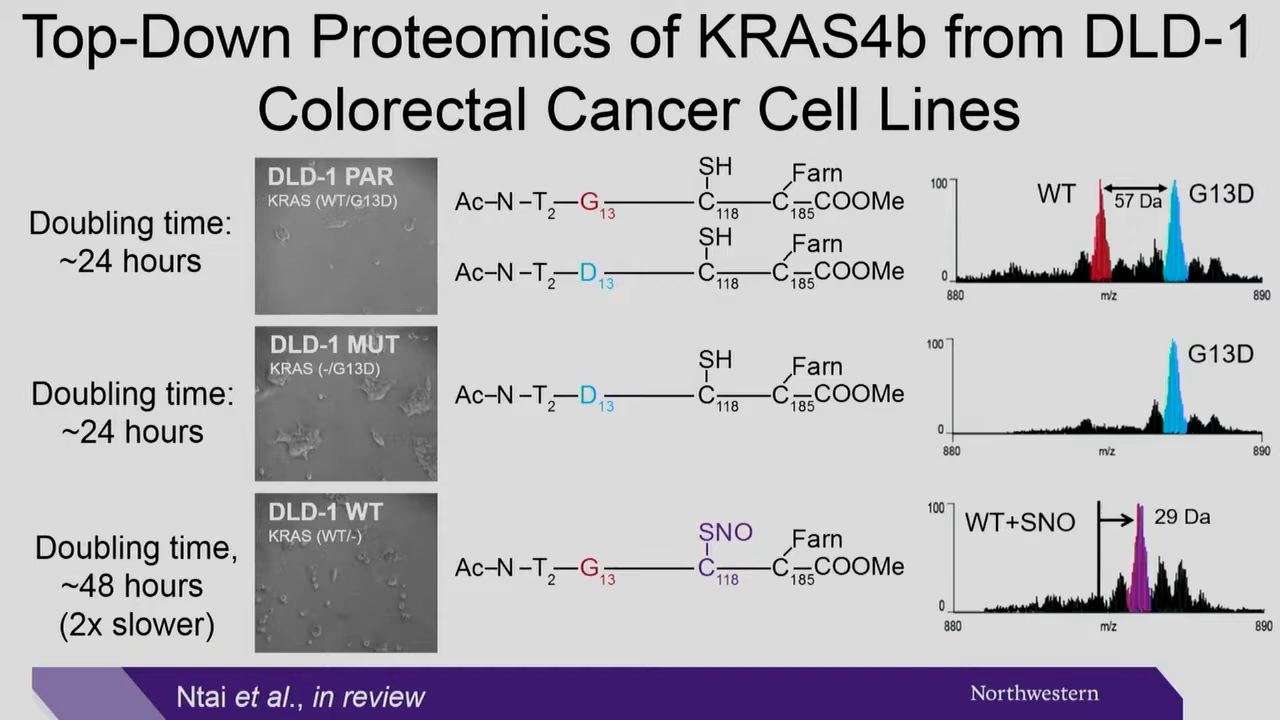 Top-Down Proteomics of KRAS4b from DLD-1
Colorectal Cancer Cell Lines
Doubling time:
~24 hours
DLD-1 PAR
KRAS (WT/G13D)
SH
Farn
Ac–N –T2—G13—C118—C185—COOMe
SH
Farn
Ac–N –T2—D13—C118—C185—COOMe
100
0
WT
57 Da
G13D
880
m/z
890
Doubling time:
~24 hours
DLD-1 MUT
KRAS (-/G13D)
SH
Farn
Ac–N –T2—D13—C118—C185—COOMe
100
0
G13D
880
m/z
890
Doubling time,
~48 hours
(2x slower)
DLD-1 WT
KRAS (WT/-)
SNO
Farn
Ac–N –T2—G13—C118—C185—COOMe
100
0
WT+SNO
29 Da
880
m/z
890
Ntai et al., in review
Northwestern